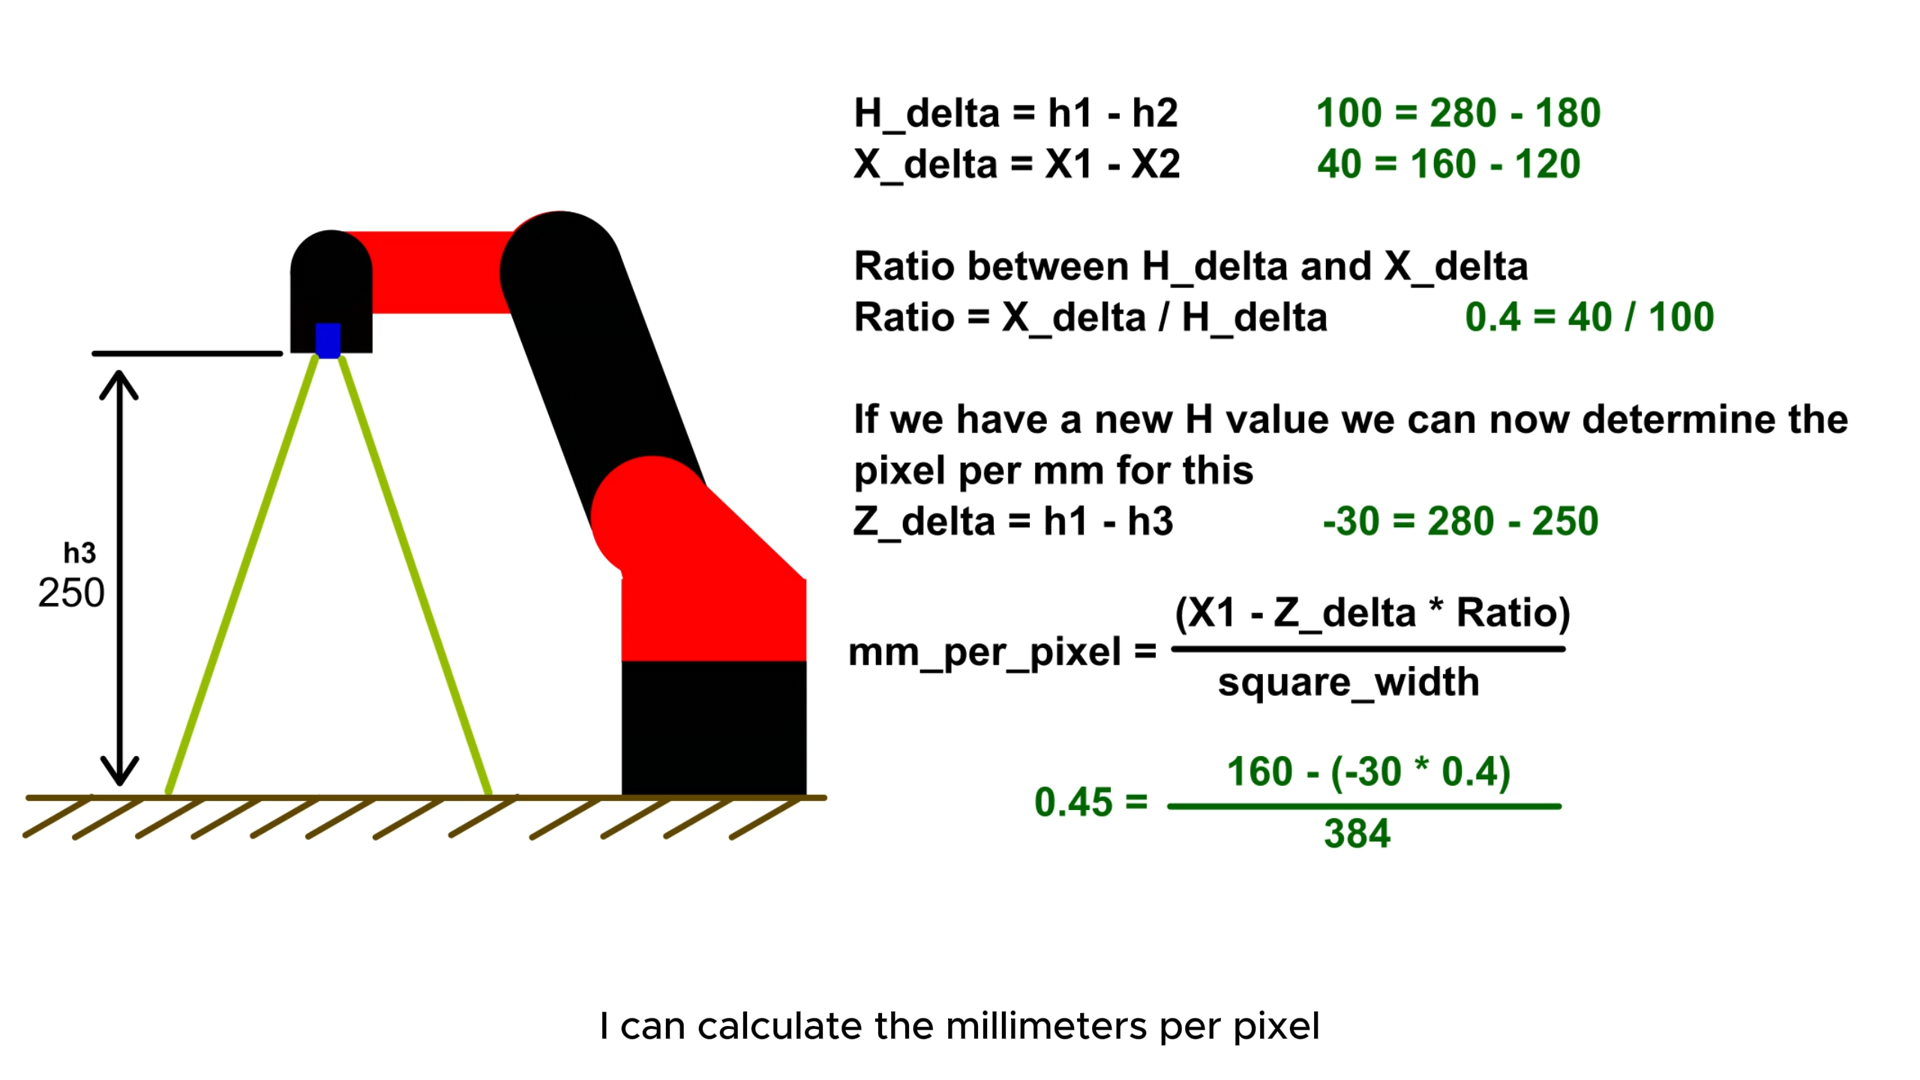 H_delta = h1 - h2 100 = 280 - 180
X_delta = X1 - X2 40 = 160 - 120
Ratio between H_delta and X_delta
Ratio = X_delta / H_delta 0.4 = 40 / 100
If we have a new H value we can now determine the
pixel per mm for this
Z_delta = h1 - h3 -30 = 280 - 250
h3
250
(X1 - Z_delta * Ratio)
mm_per_pixel =
square_width
160 - (-30 * 0.4)
0.45 =
384
I can calculate the millimeters per pixel